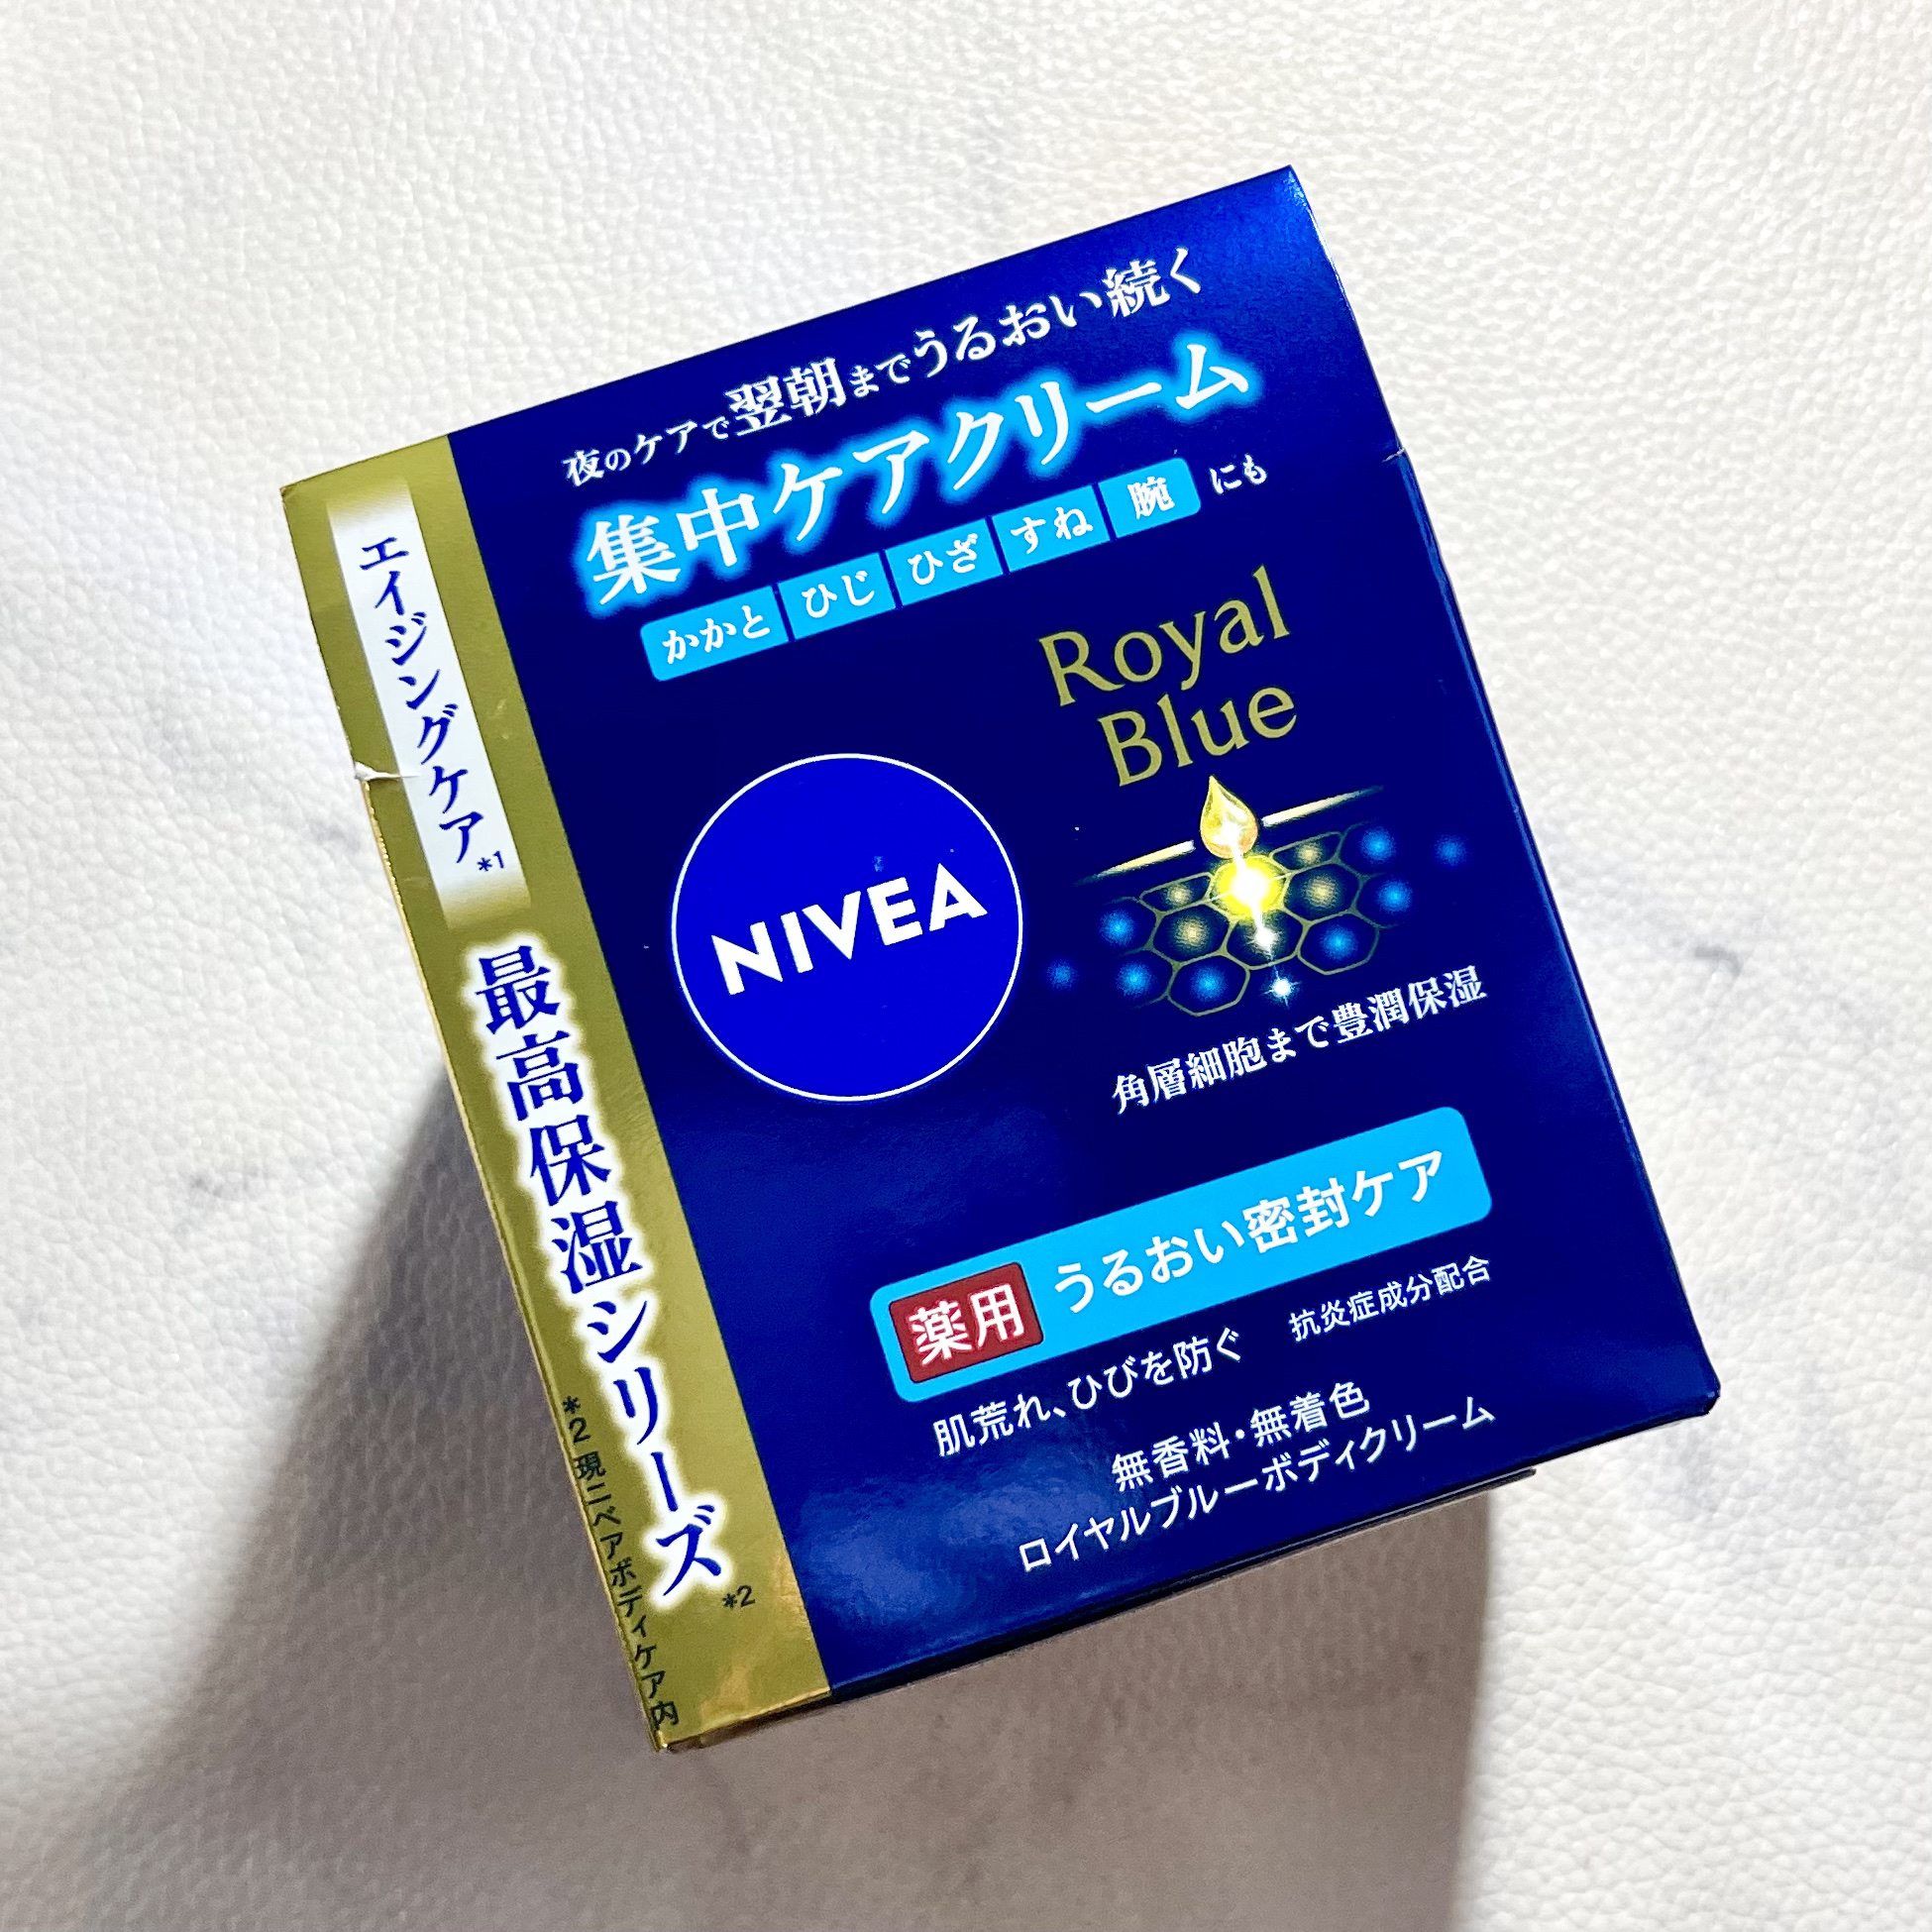 夜のケアで翌朝までうるおい続く
集中ケアクリーム
かかと ひじ ひざ すね 腕 にも
Royal
Blue
NIVEA
角層細胞まで豊潤保湿
薬用 うるおい密封ケア
肌荒れ、ひびを防ぐ 抗炎症成分配合
無香料・無着色
ロイヤルブルーボディクリーム
エイジングケア*1
最高保湿シリーズ*2
*2 現ニベアボディケア内